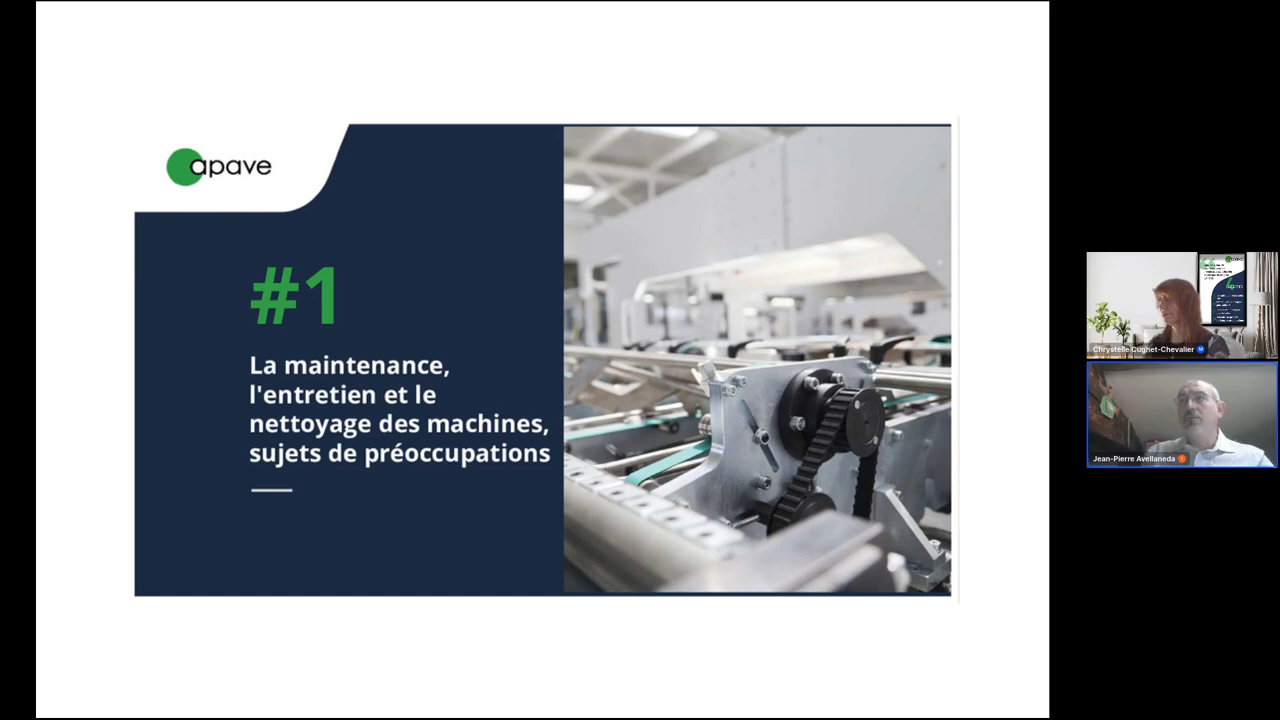 apave
#1
La maintenance,
l'entretien et le
nettoyage des machines,
sujets de préoccupations
Chrystelle Cugnet-Chevalier
Jean-Pierre Avellaneda